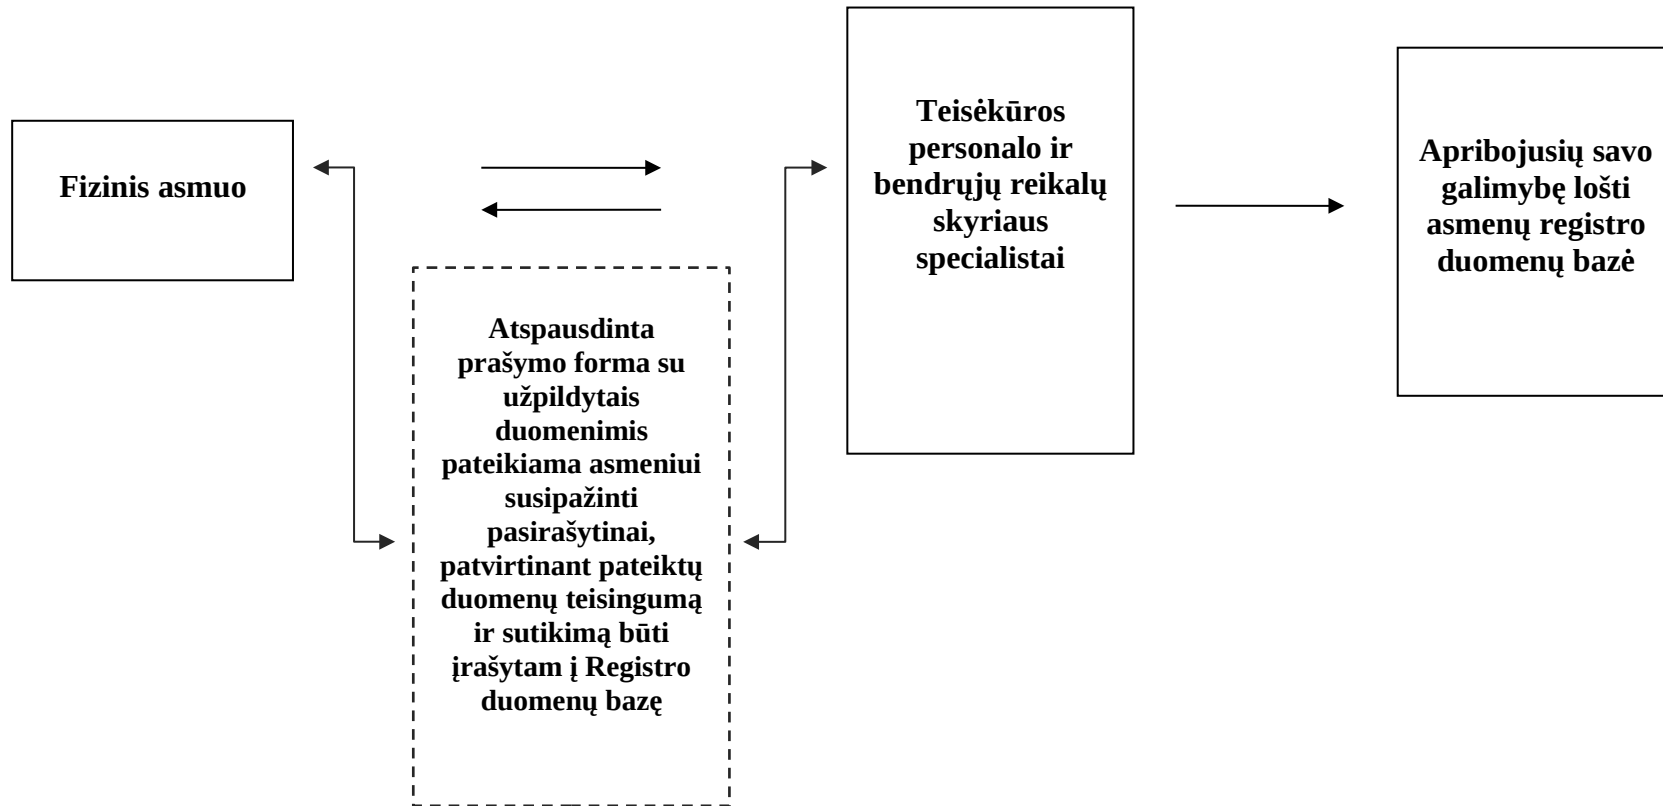 Fizinis asmuo
Teisėkūros
personalo ir
bendrųjų reikalų
skyriaus
specialistai
Apribojusių savo
galimybę lošti
asmenų registro
duomenų bazė
Atspausdinta
prašymo forma su
užpildytais
duomenimis
pateikiama asmeniui
susipažinti
pasirašytinai,
patvirtinant pateiktų
duomenų teisingumą
ir sutikimą būti
įrašytam į Registro
duomenų bazę